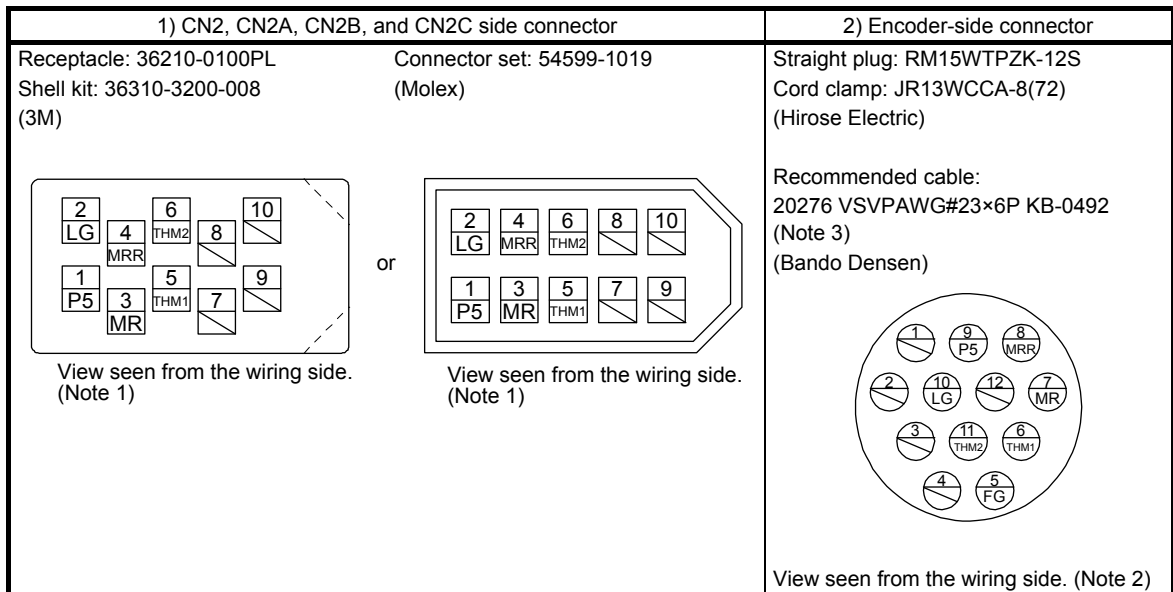 1) CN2, CN2A, CN2B, and CN2C side connector
2) Encoder-side connector
Receptacle: 36210-0100PL
Shell kit: 36310-3200-008
(3M)
Connector set: 54599-1019
(Molex)
2 6 10
LG 4 THM2 8
MRR
1 5 9
P5 3 THM1 7
MR
View seen from the wiring side.
(Note 1)
or
2 4 6 8 10
LG MRR THM2
1 3 5 7 9
P5 MR THM1
View seen from the wiring side.
(Note 1)
Straight plug: RM15WTPZK-12S
Cord clamp: JR13WCCA-8(72)
(Hirose Electric)
Recommended cable:
20276 VSVPAWG#23×6P KB-0492
(Note 3)
(Bando Densen)
1 9 8
P5 MRR
2 10 12 7
LG MR
3 11 6
THM2 THM1
4 5
FG
View seen from the wiring side. (Note 2)